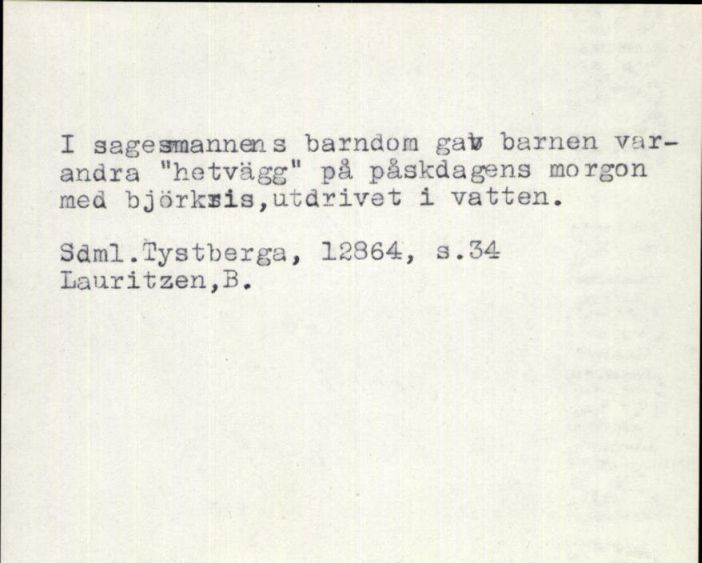 I sagesmannens barndom gav barnen var-
andra "hetvägg" på påskdagens morgon
med björkris,utdrivet i vatten.
Sdml.Tystberga, 12864, s.34
Lauritzen,B.